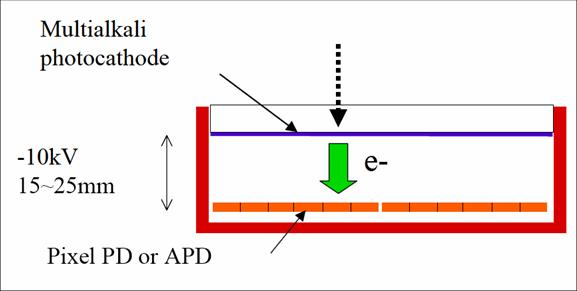 Multialkali
photocathode
-10kV
15~25mm
e-
Pixel PD or APD